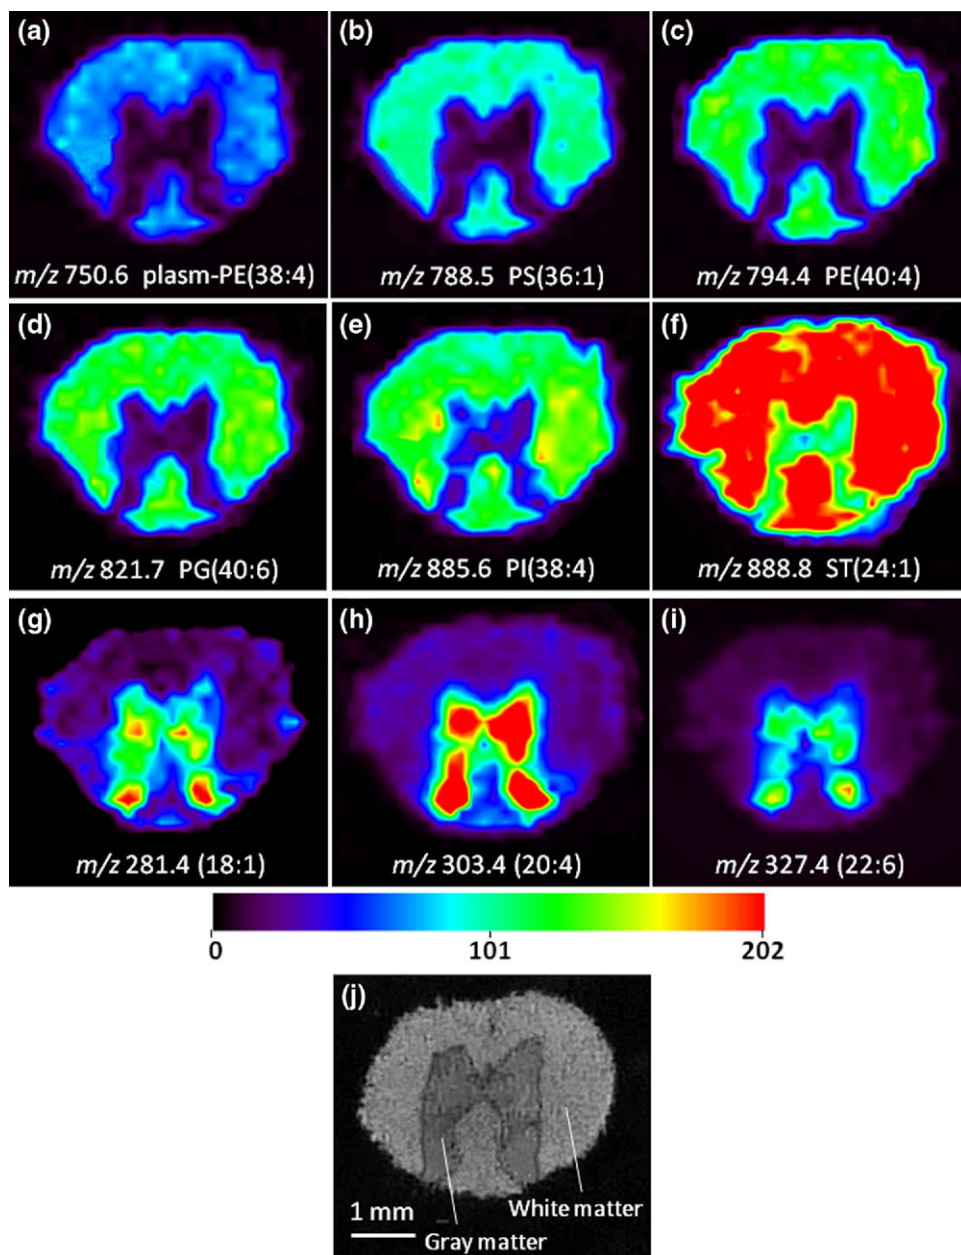 (a) (b) (c)
m/z 750.6 plasm-PE(38:4) m/z 788.5 PS(36:1) m/z 794.4 PE(40:4)
(d) (e) (f)
m/z 821.7 PG(40:6) m/z 885.6 PI(38:4) m/z 888.8 ST(24:1)
(g) (h) (i)
m/z 281.4 (18:1) m/z 303.4 (20:4) m/z 327.4 (22:6)
0 101 202
(j)
White matter
1 mm
Gray matter